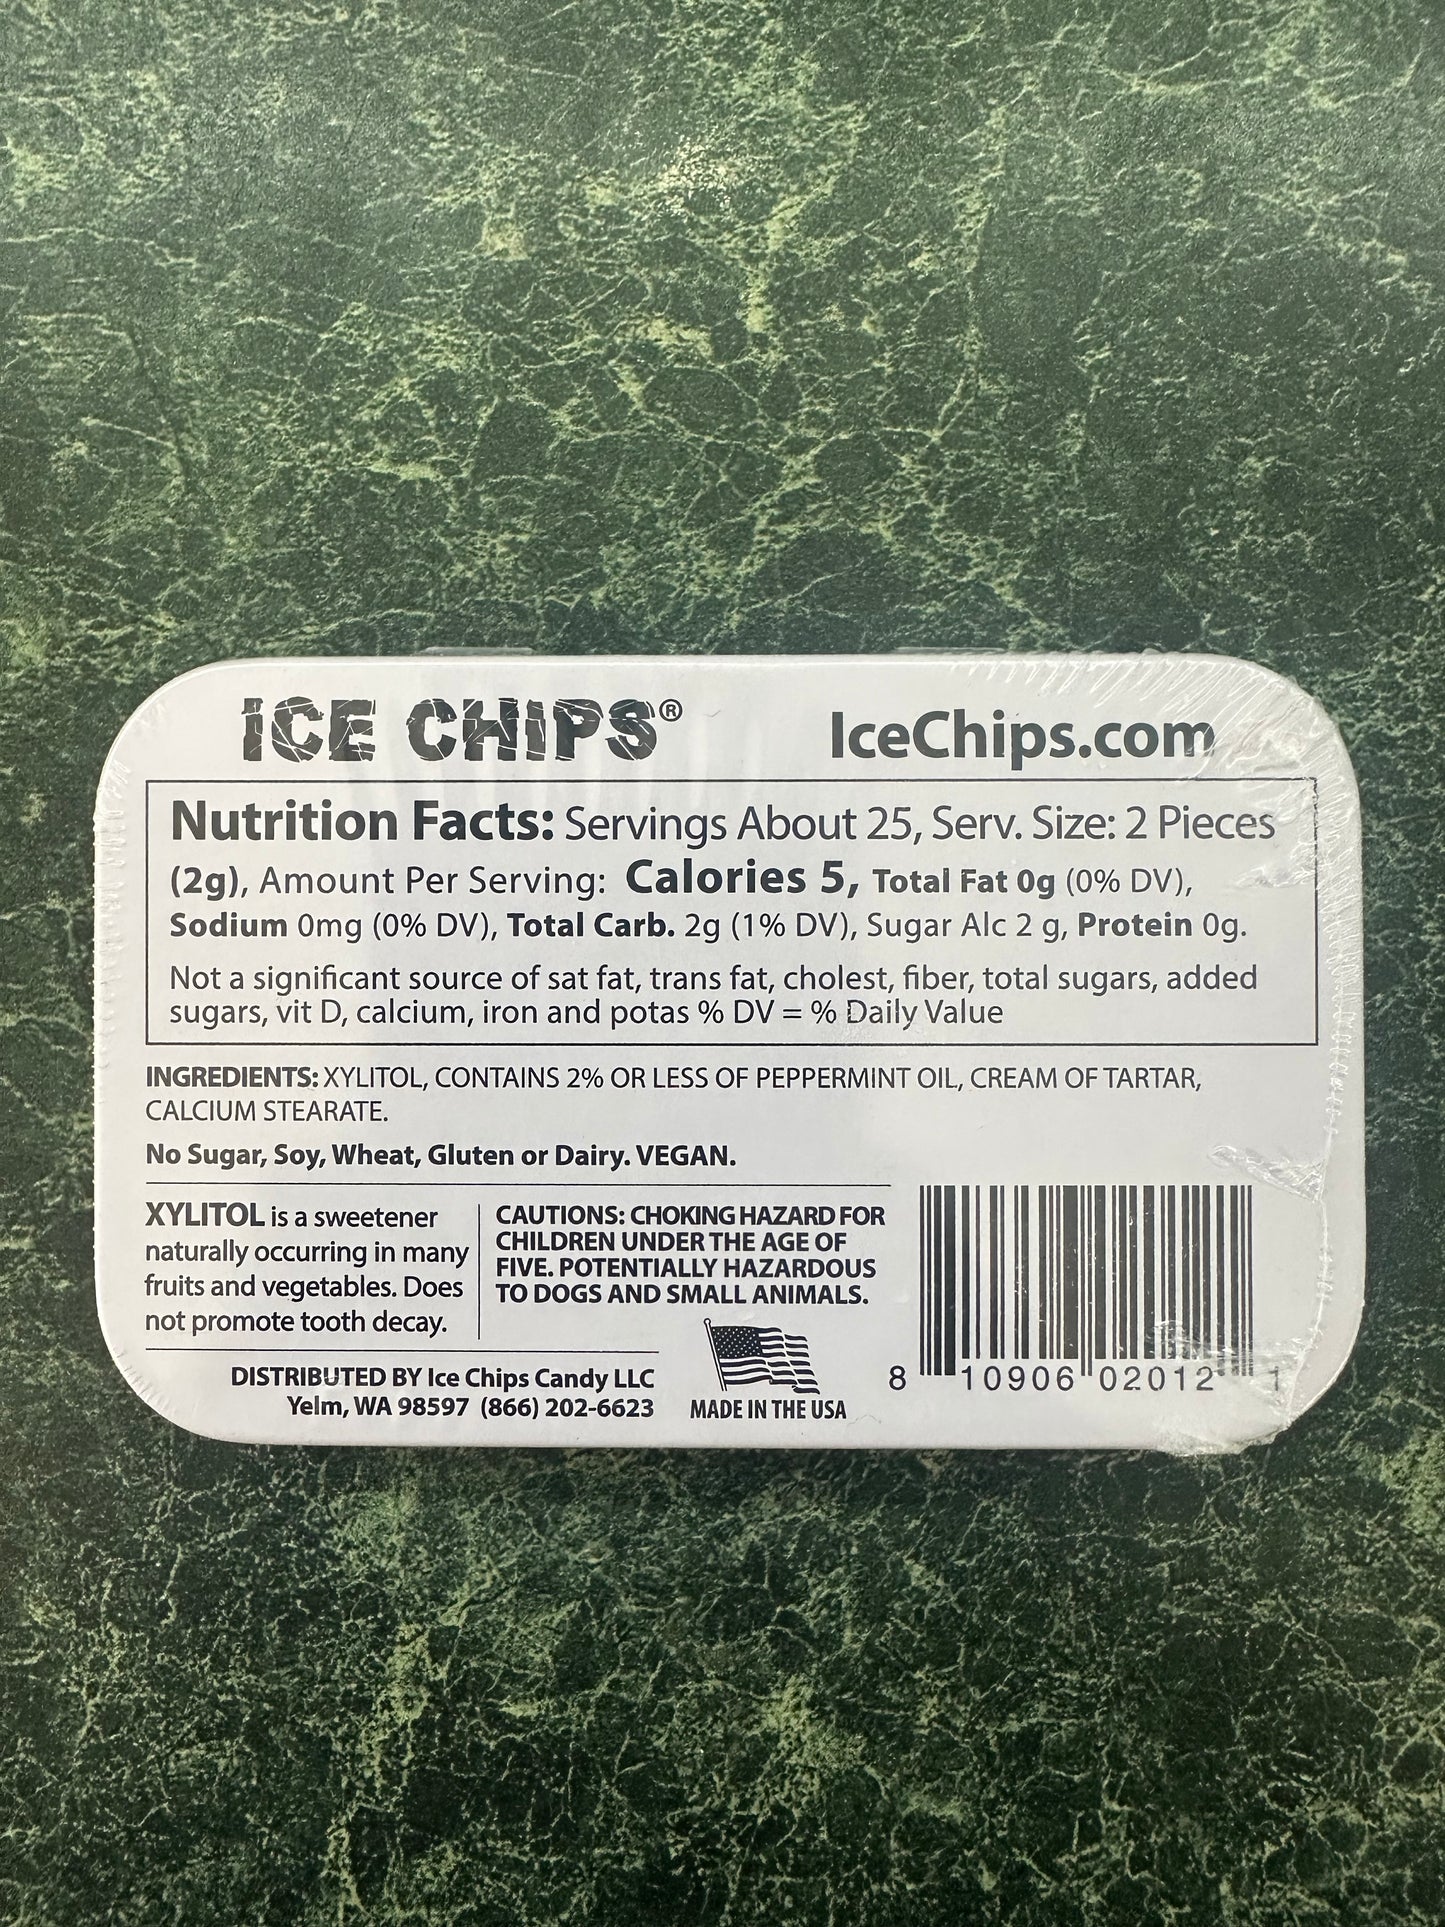 ICE CHIPS® IceChips.com
Nutrition Facts: Servings About 25, Serv. Size: 2 Pieces
(2g), Amount Per Serving: Calories 5, Total Fat 0g (0% DV),
Sodium 0mg (0% DV), Total Carb. 2g (1% DV), Sugar Alc 2 g, Protein 0g.
Not a significant source of sat fat, trans fat, cholest, fiber, total sugars, added
sugars, vit D, calcium, iron and potas % DV = % Daily Value
INGREDIENTS: XYLITOL, CONTAINS 2% OR LESS OF PEPPERMINT OIL, CREAM OF TARTAR,
CALCIUM STEARATE.
No Sugar, Soy, Wheat, Gluten or Dairy. VEGAN.
XYLITOL is a sweetener
naturally occurring in many
fruits and vegetables. Does
not promote tooth decay.
CAUTIONS: CHOKING HAZARD FOR
CHILDREN UNDER THE AGE OF
FIVE. POTENTIALLY HAZARDOUS
TO DOGS AND SMALL ANIMALS.
DISTRIBUTED BY Ice Chips Candy LLC
Yelm, WA 98597 (866) 202-6623
MADE IN THE USA
8 10906 02012 1